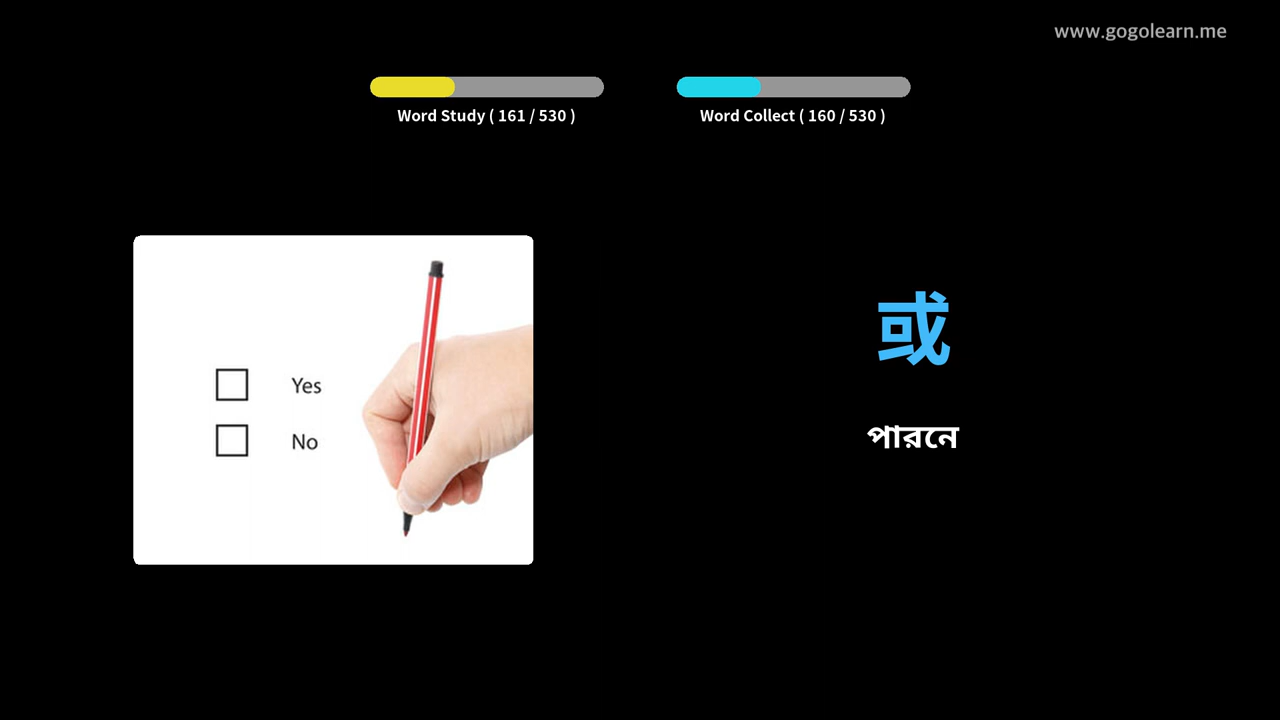 www.gogolearn.me
Word Study ( 161 / 530 )
Word Collect ( 160 / 530 )
Yes
No
或
পারনে